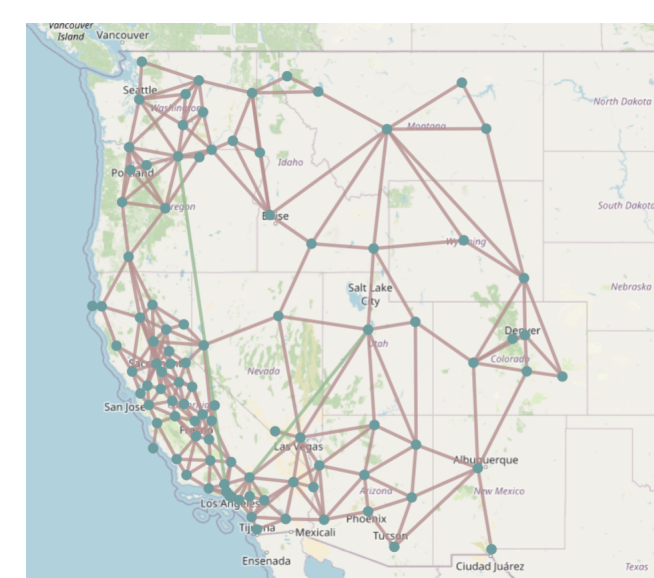 Vancouver
Island
Vancouver
Seattle
Washington
North Dakota
Montana
Idaho
South Dakota
Boise
Wyoming
Salt Lake
City
Nebraska
Denver
Utah
Colorado
Nevada
San Jose
Las Vegas
Albuquerque
Los Angeles
Arizona
New Mexico
Phoenix
Tijuana
Mexicali
Tucson
Ensenada
Ciudad Juárez
Texas